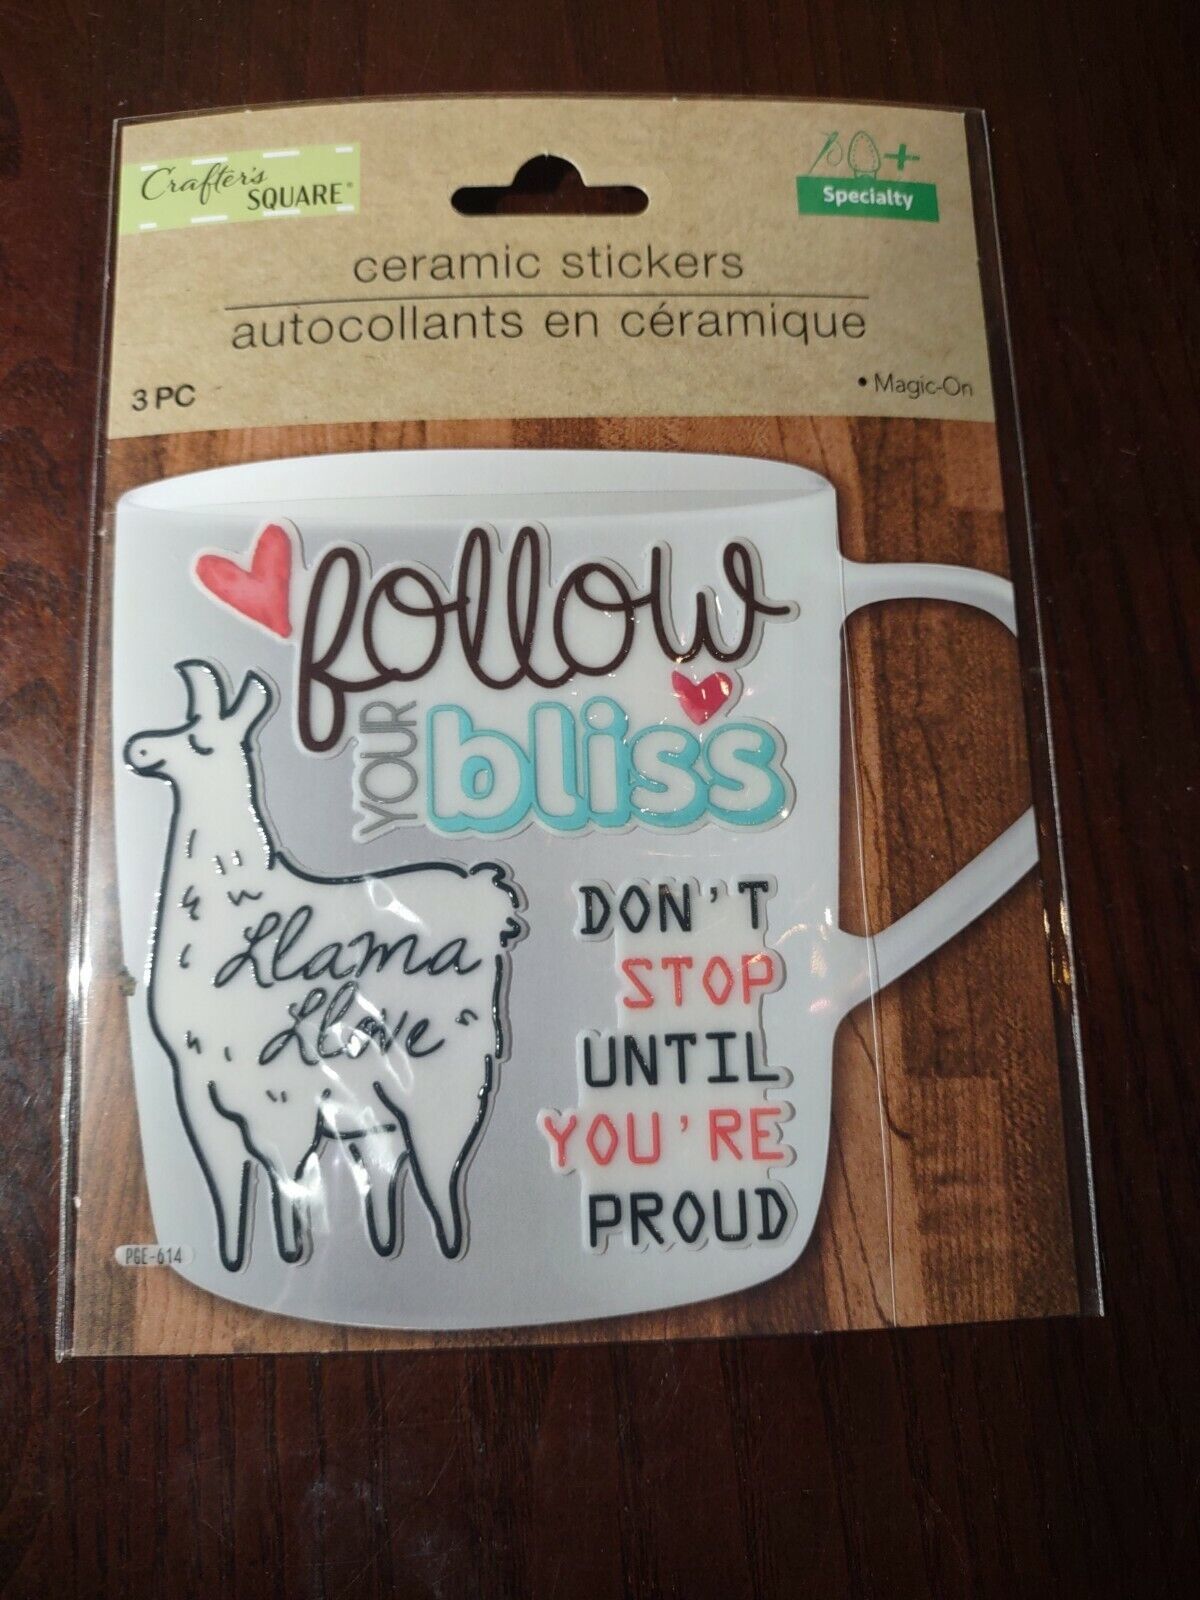 Crafter's
SQUARE®
+
Specialty
ceramic stickers
autocollants en céramique
3 PC
• Magic-On
follow
YOUR
bliss
Llama
Llove
DON'T
STOP
UNTIL
YOU'RE
PROUD
PGE-614